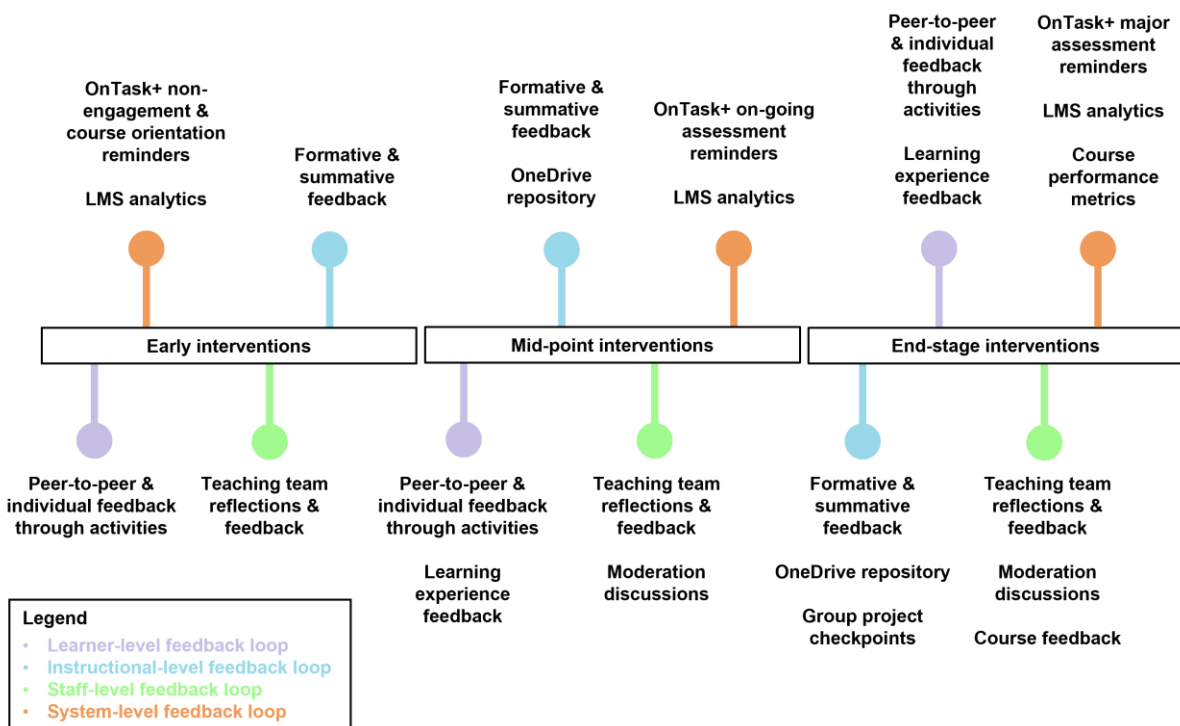 OnTask+ non-
engagement &
course orientation
reminders
LMS analytics
Formative &
summative
feedback
Formative &
summative
feedback
OneDrive
repository
OnTask+ on-going
assessment
reminders
LMS analytics
Peer-to-peer
& individual
feedback
through
activities
Learning
experience
feedback
OnTask+ major
assessment
reminders
LMS analytics
Course
performance
metrics
Early interventions
Mid-point interventions
End-stage interventions
Peer-to-peer &
individual feedback
through activities
Teaching team
reflections &
feedback
Peer-to-peer &
individual feedback
through activities
Learning
experience
feedback
Teaching team
reflections &
feedback
Moderation
discussions
Formative &
summative
feedback
OneDrive repository
Group project
checkpoints
Teaching team
reflections &
feedback
Moderation
discussions
Course feedback
Legend
• Learner-level feedback loop
• Instructional-level feedback loop
• Staff-level feedback loop
• System-level feedback loop